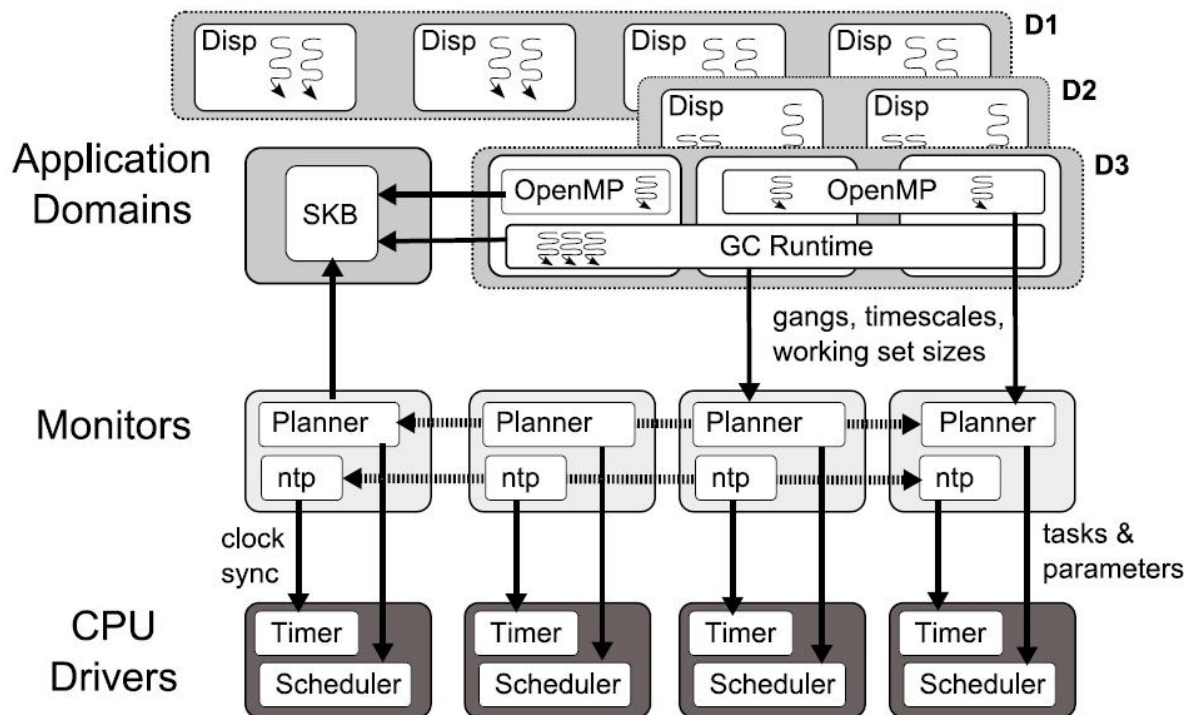 Disp
Disp
Disp
Disp
D1
Disp
Disp
D2
Application
Domains
SKB
OpenMP
OpenMP
D3
GC Runtime
gangs, timescales,
working set sizes
Monitors
Planner
Planner
Planner
Planner
ntp
ntp
ntp
ntp
clock
sync
tasks &
parameters
CPU
Drivers
Timer
Timer
Timer
Timer
Scheduler
Scheduler
Scheduler
Scheduler